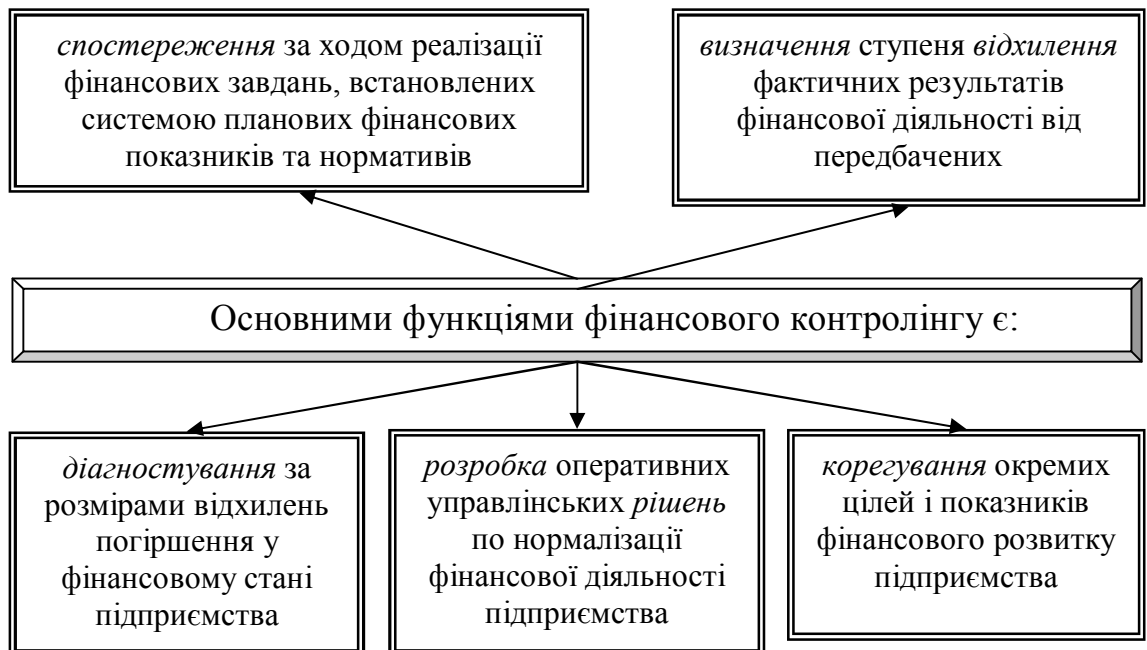 спостереження за ходом реалізації
фінансових завдань, встановлених
системою планових фінансових
показників та нормативів
визначення ступеня відхилення
фактичних результатів
фінансової діяльності від
передбачених
Основними функціями фінансового контролінгу є:
діагностування за
розмірами відхилень
погіршення у
фінансовому стані
підприємства
розробка оперативних
управлінських рішень
по нормалізації
фінансової діяльності
підприємства
корегування окремих
цілей і показників
фінансового розвитку
підприємства